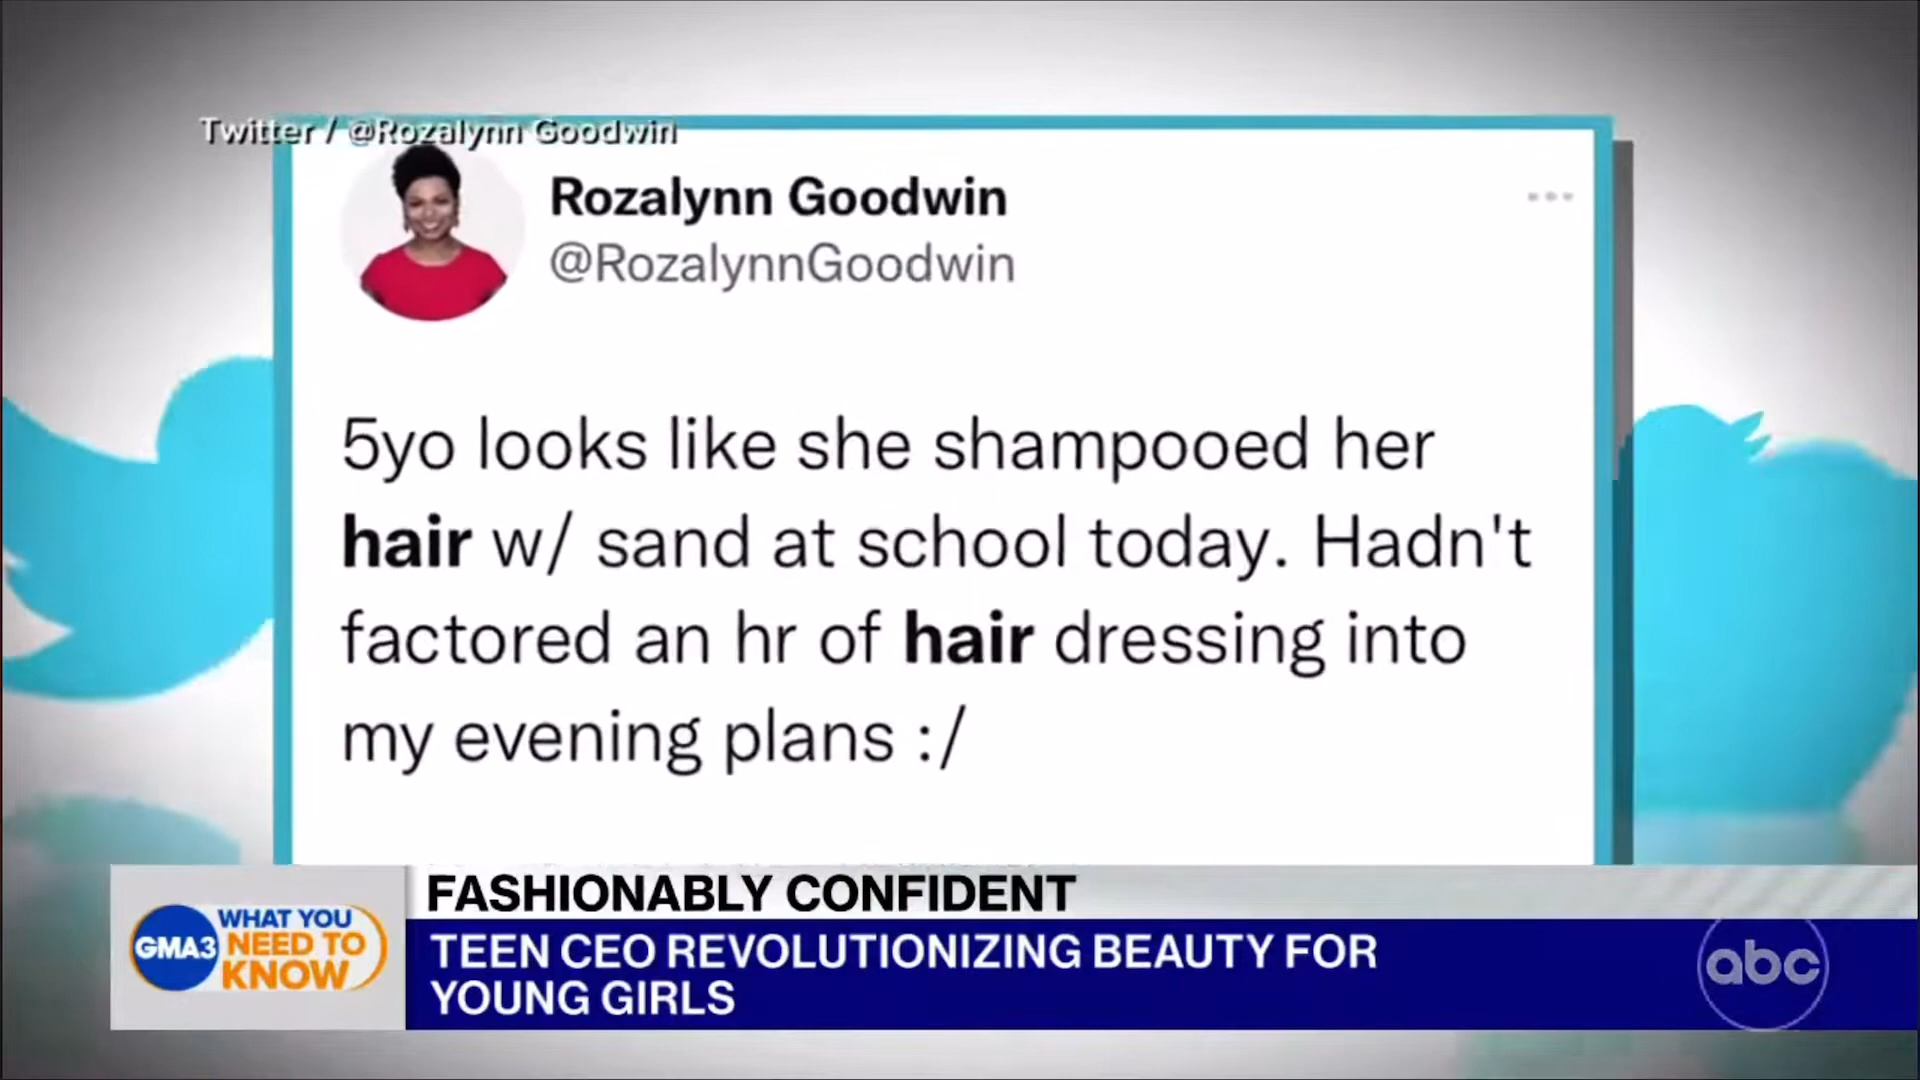 Twitter / @Rozalynn Goodwin
Rozalynn Goodwin
@RozalynnGoodwin
5yo looks like she shampooed her
hair w/ sand at school today. Hadn't
factored an hr of hair dressing into
my evening plans :/
FASHIONABLY CONFIDENT
GMA3
WHAT YOU
NEED TO
KNOW
TEEN CEO REVOLUTIONIZING BEAUTY FOR
YOUNG GIRLS
abc